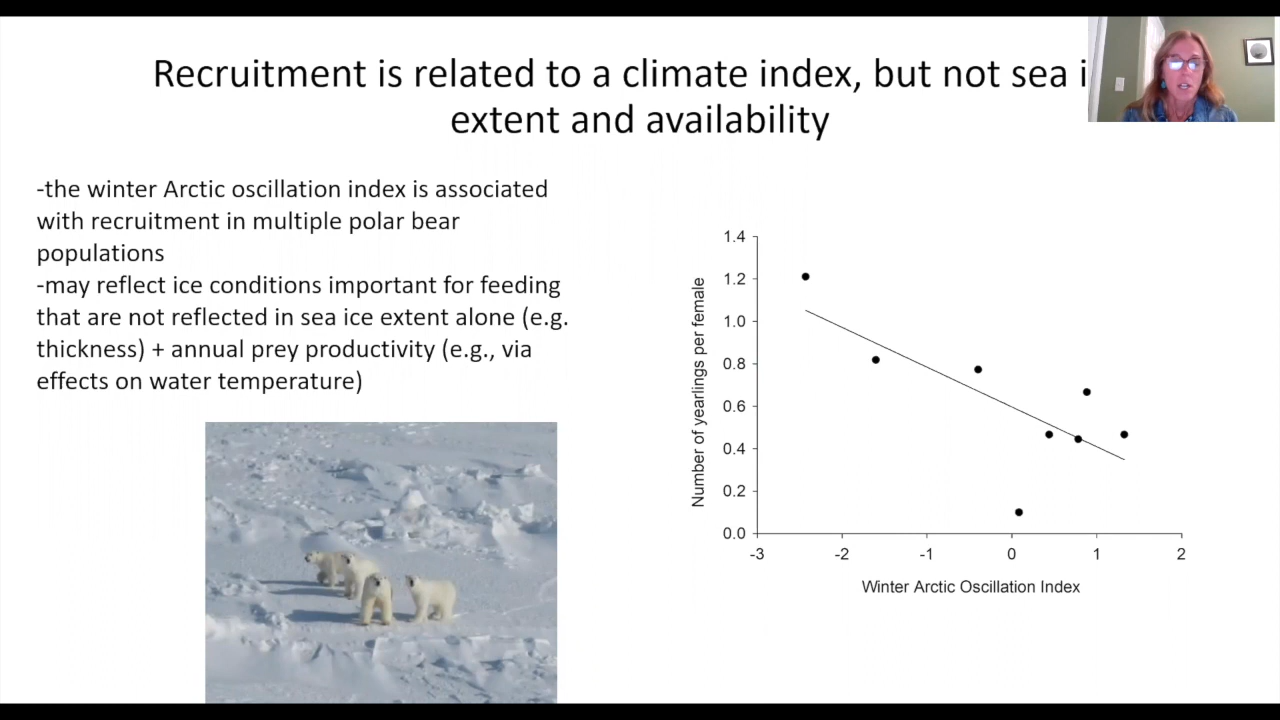 Recruitment is related to a climate index, but not sea i
extent and availability
-the winter Arctic oscillation index is associated
with recruitment in multiple polar bear
populations
-may reflect ice conditions important for feeding
that are not reflected in sea ice extent alone (e.g.
thickness) + annual prey productivity (e.g., via
effects on water temperature)
Number of yearlings per female
1.4
1.2
1.0
0.8
0.6
0.4
0.2
0.0
-3 -2 -1 0 1 2
Winter Arctic Oscillation Index